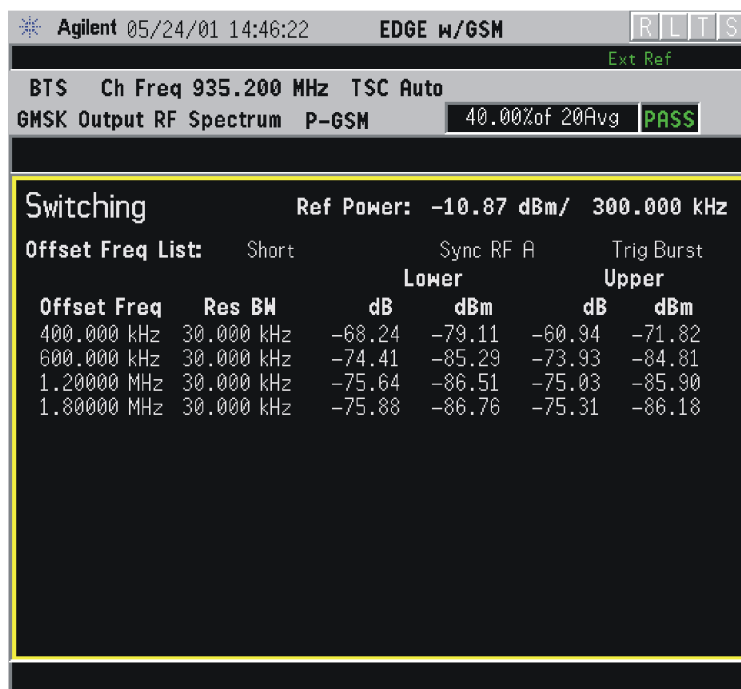 Agilent 05/24/01 14:46:22 EDGE w/GSM R L T S
Ext Ref
BTS Ch Freq 935.200 MHz TSC Auto
GMSK Output RF Spectrum P-GSM 40.00%of 20Avg PASS
Switching Ref Power: -10.87 dBm/ 300.000 kHz
Offset Freq List: Short Sync RF A Trig Burst
Lower Upper
Offset Freq Res BW dB dBm dB dBm
400.000 kHz 30.000 kHz -68.24 -79.11 -60.94 -71.82
600.000 kHz 30.000 kHz -74.41 -85.29 -73.93 -84.81
1.20000 MHz 30.000 kHz -75.64 -86.51 -75.03 -85.90
1.80000 MHz 30.000 kHz -75.88 -86.76 -75.31 -86.18